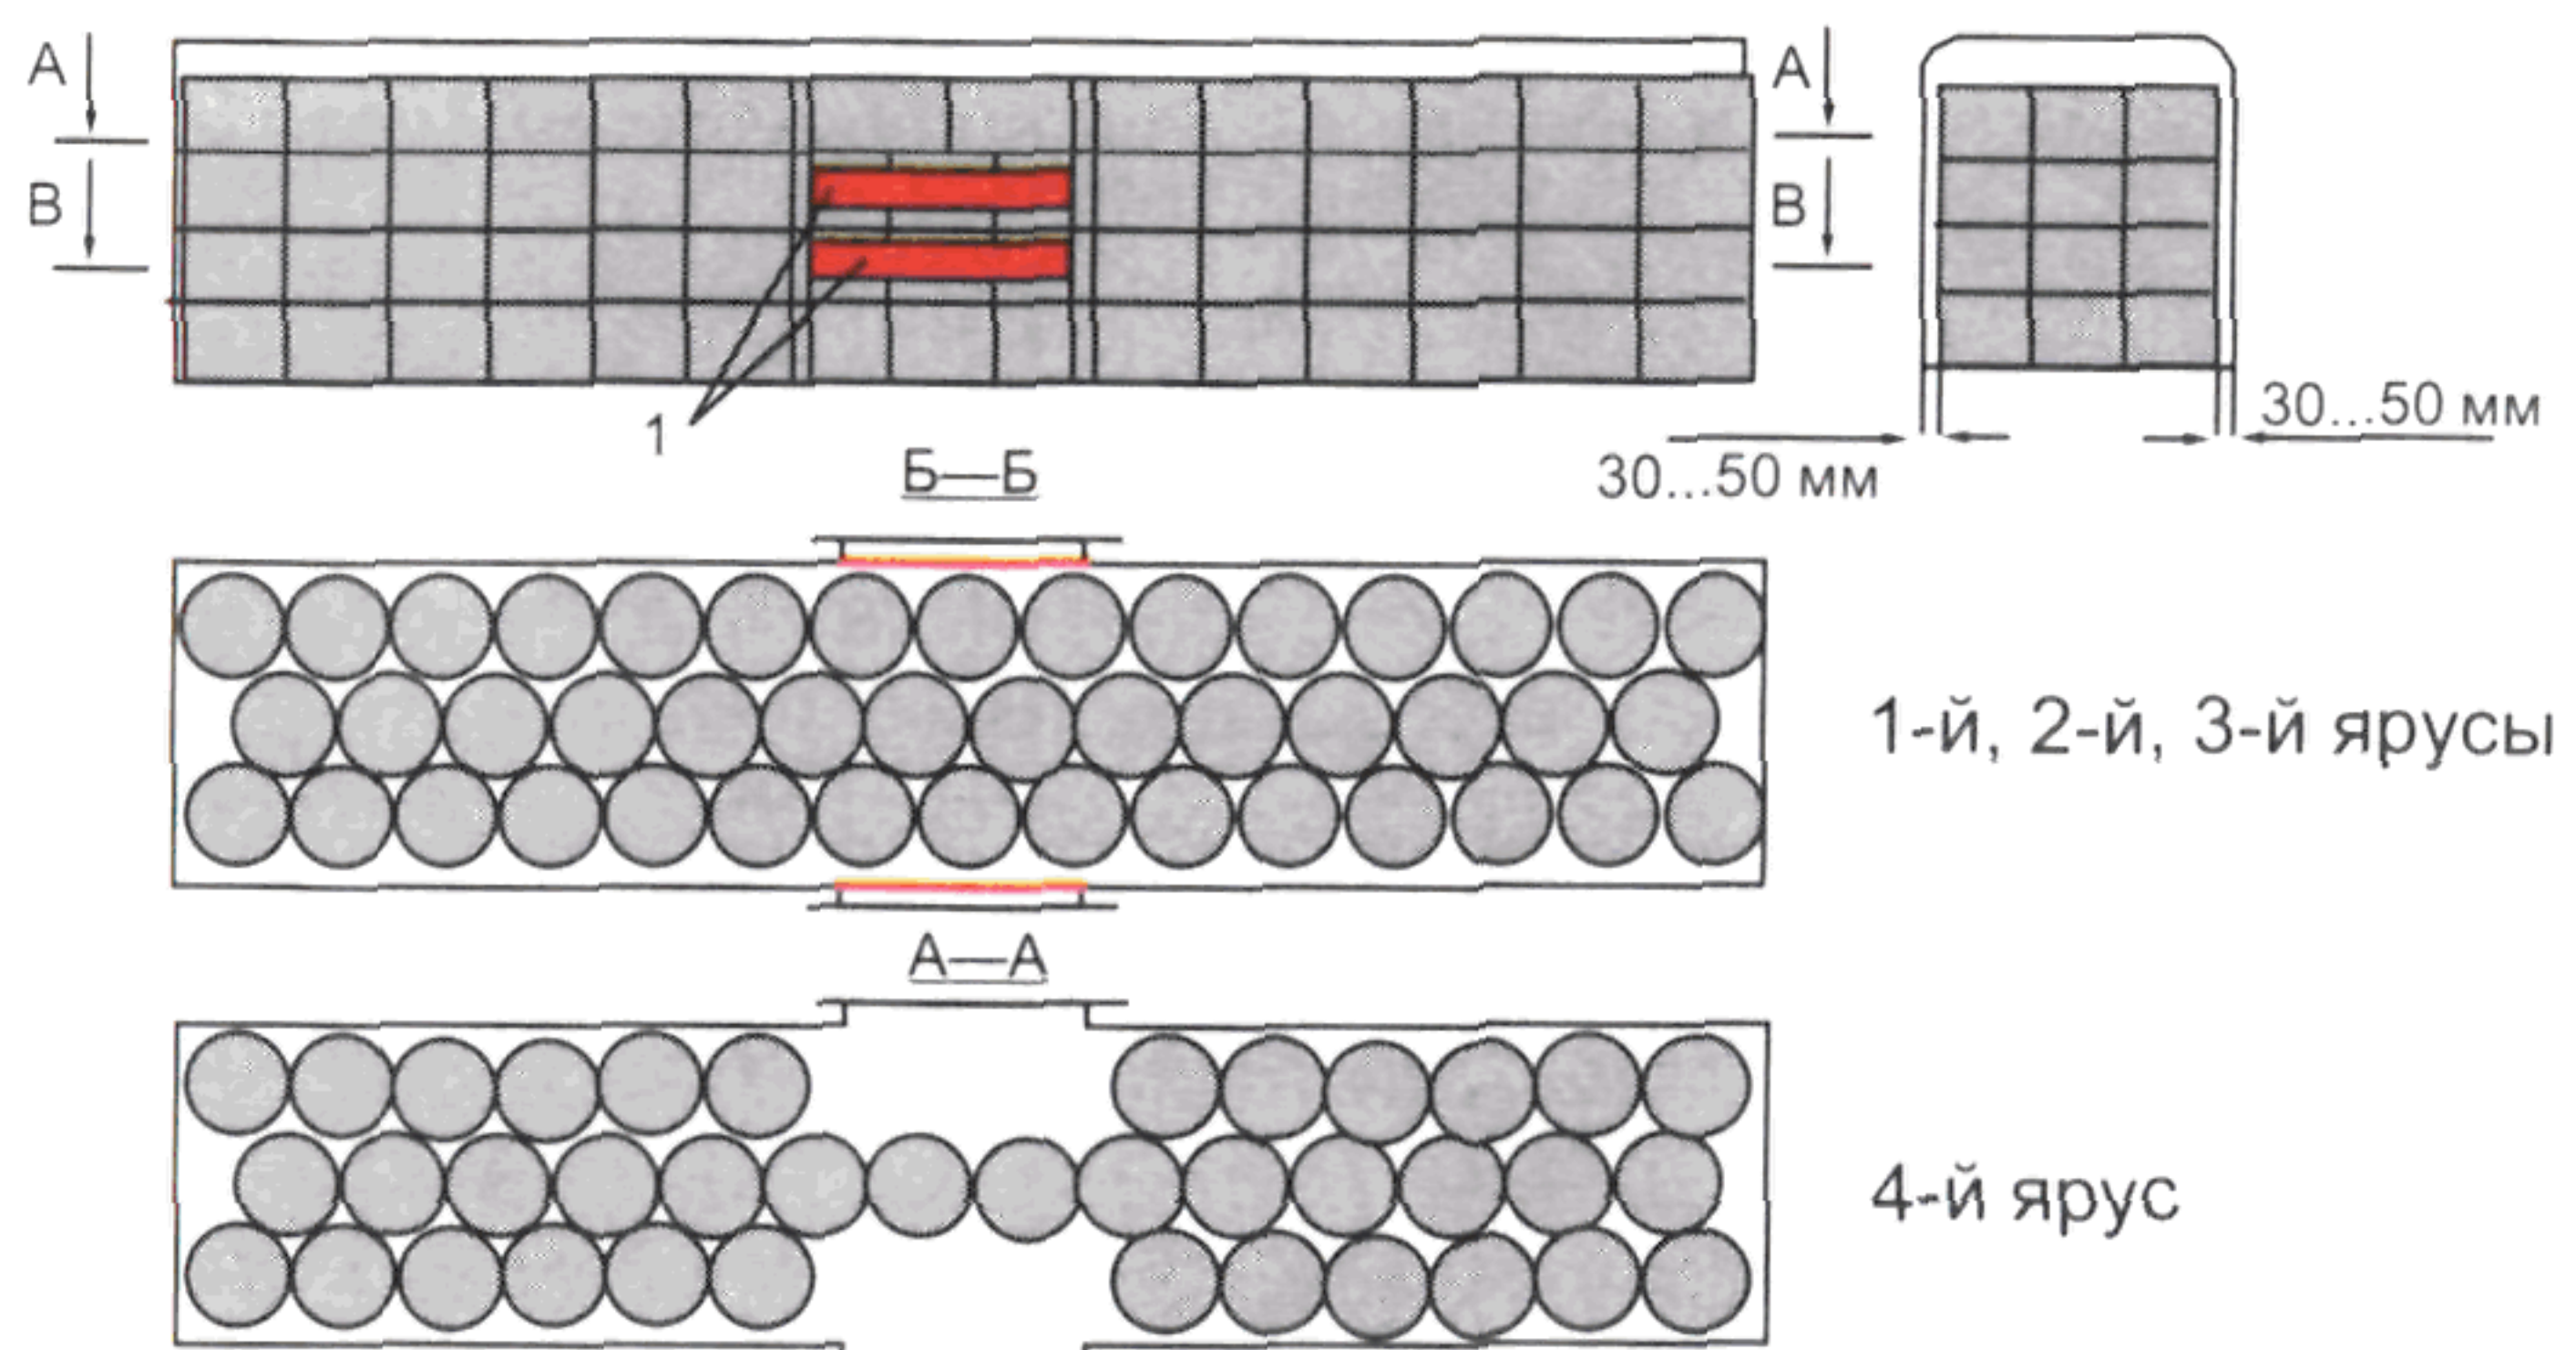 А
А
В
В
1
30...50 мм
30...50 мм
Б—Б
1-й, 2-й, 3-й ярусы
А—А
4-й ярус